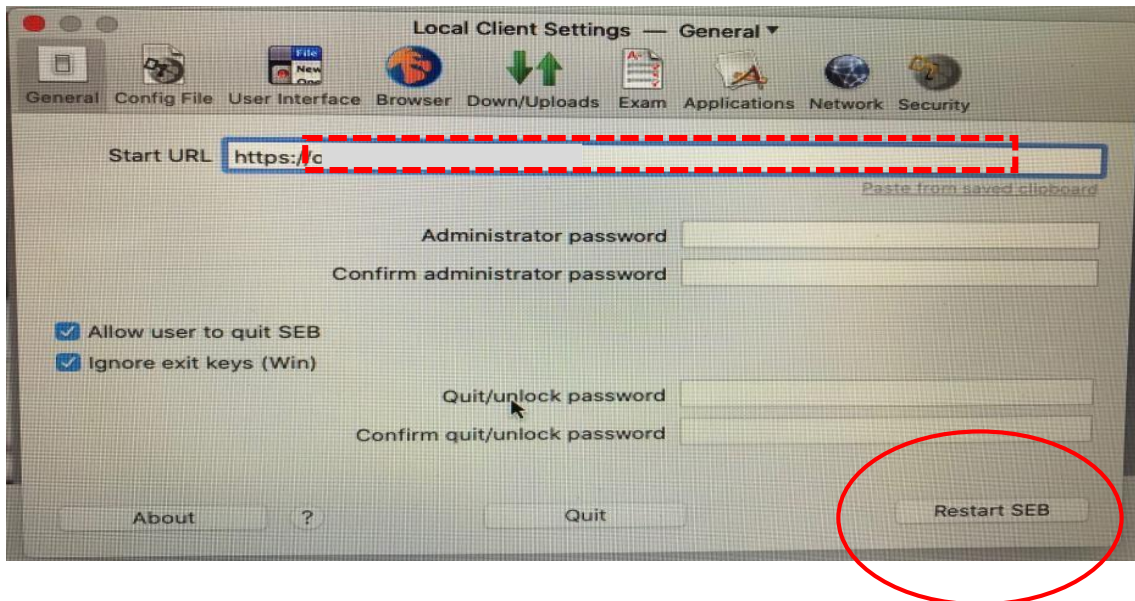 Local Client Settings — General
File
New
General Config File User Interface Browser Down/Uploads Exam Applications Network Security
Start URL https://c
Paste from saved clipboard
Administrator password
Confirm administrator password
Allow user to quit SEB
Ignore exit keys (Win)
Quit/unlock password
Confirm quit/unlock password
About ? Quit Restart SEB